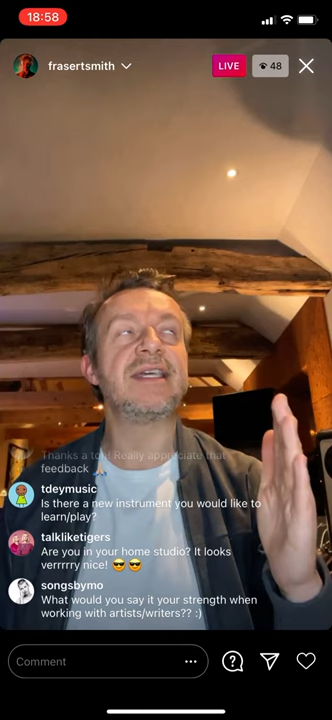 18:58
frasertsmith
LIVE
48
Thanks a ton! Really appreciate that
feedback 🙏
tdeymusic
Is there a new instrument you would like to
learn/play?
talkliketigers
Are you in your home studio? It looks
verrrrry nice! 😎😎
songsbymo
What would you say it your strength when
working with artists/writers?? :)
Comment